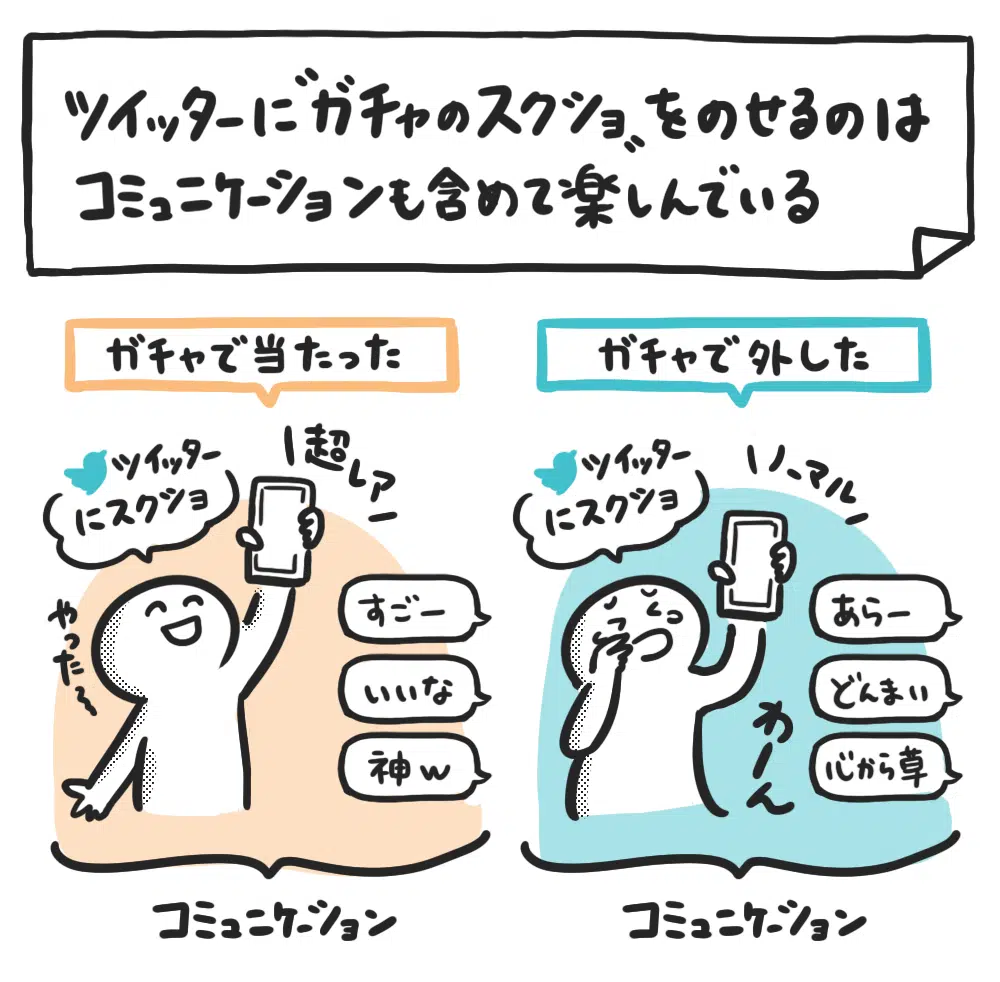 ツイッターに"ガチャのスクショ"をのせるのは
コミュニケーションも含めて楽しんでいる
ガチャで当たった
ツイッター
にスクショ
超レア
やった〜
すごー
いいな
神w
コミュニケーション
ガチャで外した
ツイッター
にスクショ
ノーマル
わーん
あらー
どんまい
心から草
コミュニケーション